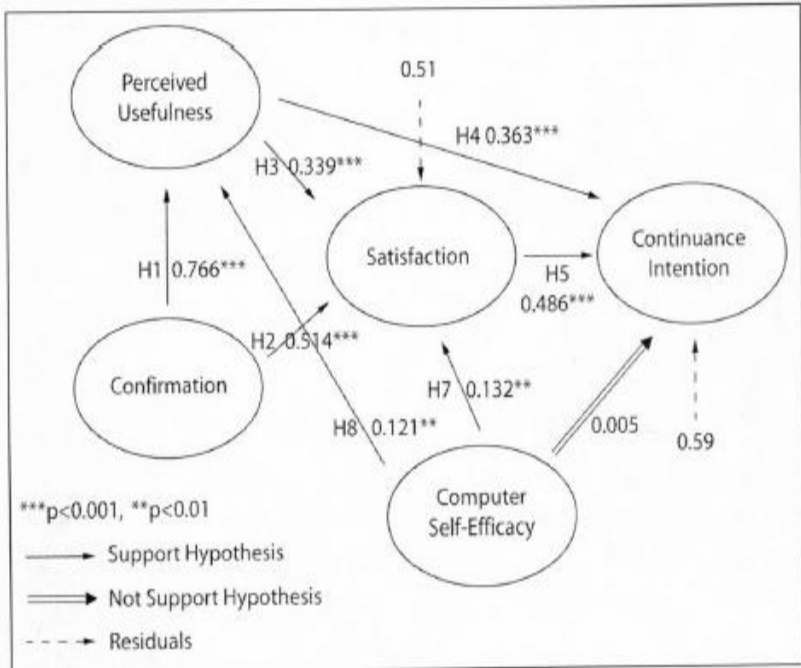 Perceived
Usefulness
0.51
H4 0.363***
H3 0.339***
Satisfaction
Continuance
Intention
H1 0.766***
H5
0.486***
H2 0.514***
Confirmation
H7 0.132**
H8 0.121**
0.005
0.59
Computer
Self-Efficacy
***p<0.001, **p<0.01
Support Hypothesis
Not Support Hypothesis
Residuals